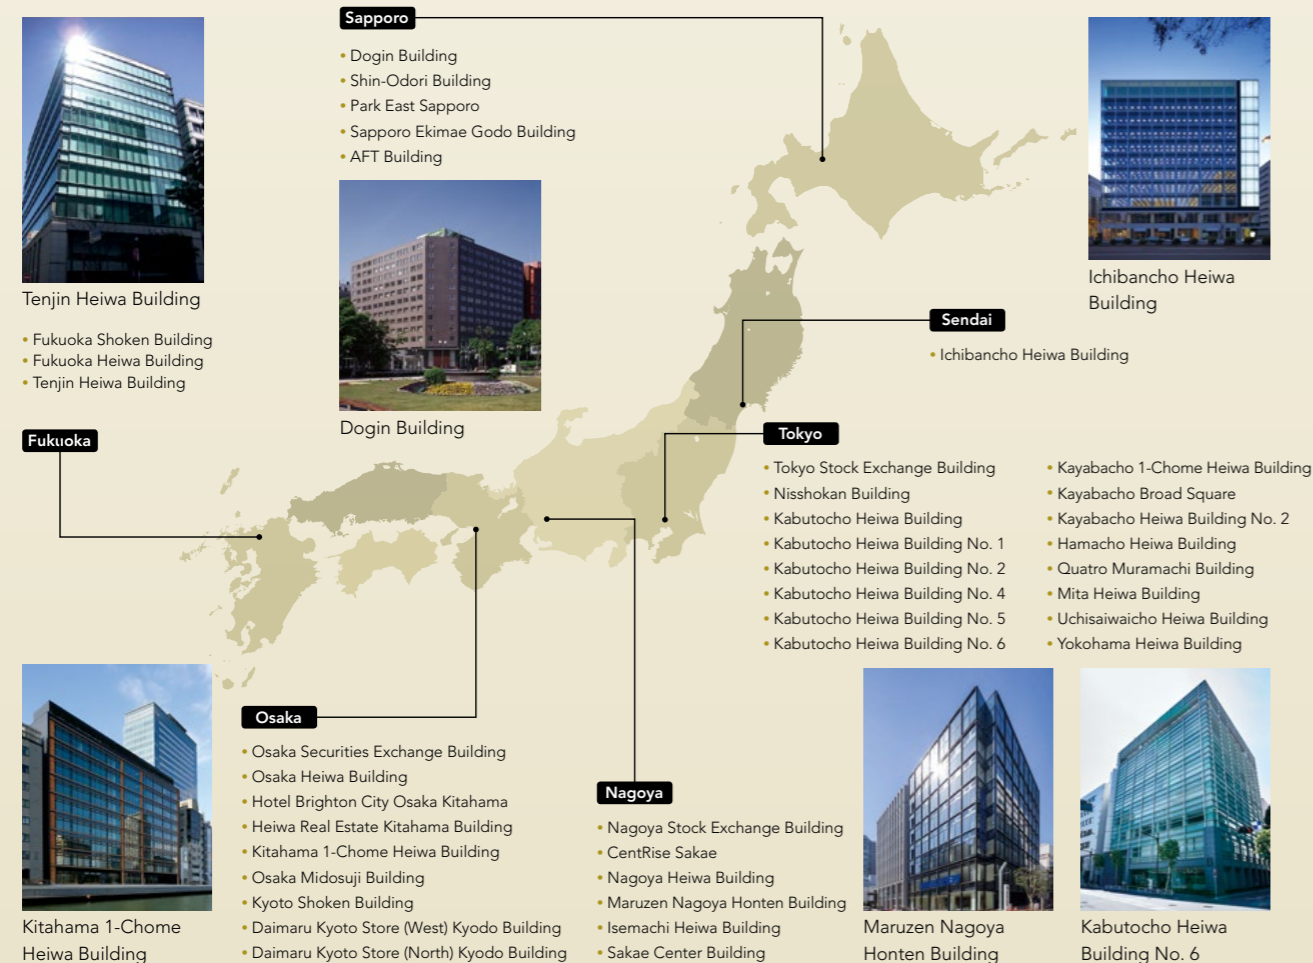 Sapporo
• Dogin Building
• Shin-Odori Building
• Park East Sapporo
• Sapporo Ekimae Godo Building
• AFT Building
Dogin Building
Tenjin Heiwa Building
• Fukuoka Shoken Building
• Fukuoka Heiwa Building
• Tenjin Heiwa Building
Fukuoka
Ichibancho Heiwa
Building
Sendai
• Ichibancho Heiwa Building
Tokyo
• Tokyo Stock Exchange Building
• Nisshokan Building
• Kabutocho Heiwa Building
• Kabutocho Heiwa Building No. 1
• Kabutocho Heiwa Building No. 2
• Kabutocho Heiwa Building No. 4
• Kabutocho Heiwa Building No. 5
• Kabutocho Heiwa Building No. 6
• Kayabacho 1-Chome Heiwa Building
• Kayabacho Broad Square
• Kayabacho Heiwa Building No. 2
• Hamacho Heiwa Building
• Quatro Muramachi Building
• Mita Heiwa Building
• Uchisaiwaicho Heiwa Building
• Yokohama Heiwa Building
Kitahama 1-Chome
Heiwa Building
Osaka
• Osaka Securities Exchange Building
• Osaka Heiwa Building
• Hotel Brighton City Osaka Kitahama
• Heiwa Real Estate Kitahama Building
• Kitahama 1-Chome Heiwa Building
• Osaka Midosuji Building
• Kyoto Shoken Building
• Daimaru Kyoto Store (West) Kyodo Building
• Daimaru Kyoto Store (North) Kyodo Building
Nagoya
• Nagoya Stock Exchange Building
• CentRise Sakae
• Nagoya Heiwa Building
• Maruzen Nagoya Honten Building
• Isemachi Heiwa Building
• Sakae Center Building
Maruzen Nagoya
Honten Building
Kabutocho Heiwa
Building No. 6